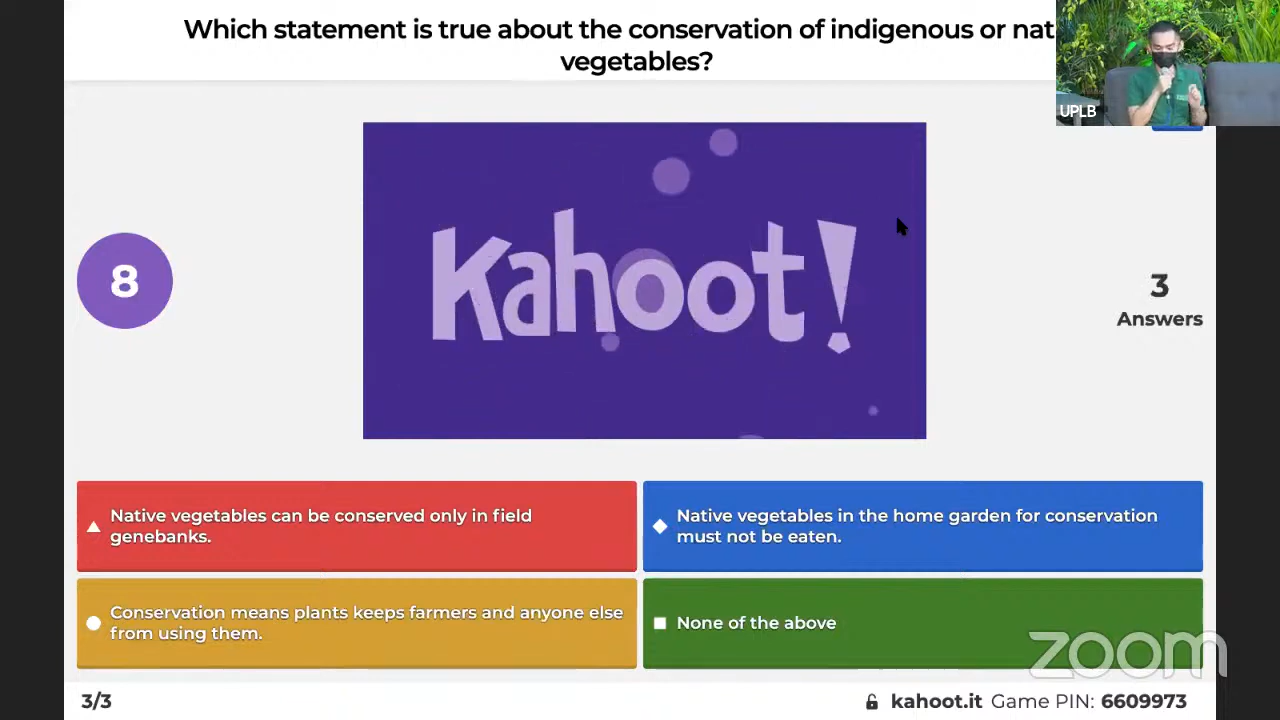 Which statement is true about the conservation of indigenous or nat
vegetables?
UPLB
Kahoot!
8
3
Answers
Native vegetables can be conserved only in field
genebanks.
Native vegetables in the home garden for conservation
must not be eaten.
Conservation means plants keeps farmers and anyone else
from using them.
None of the above
zoom
3/3
kahoot.it Game PIN: 6609973